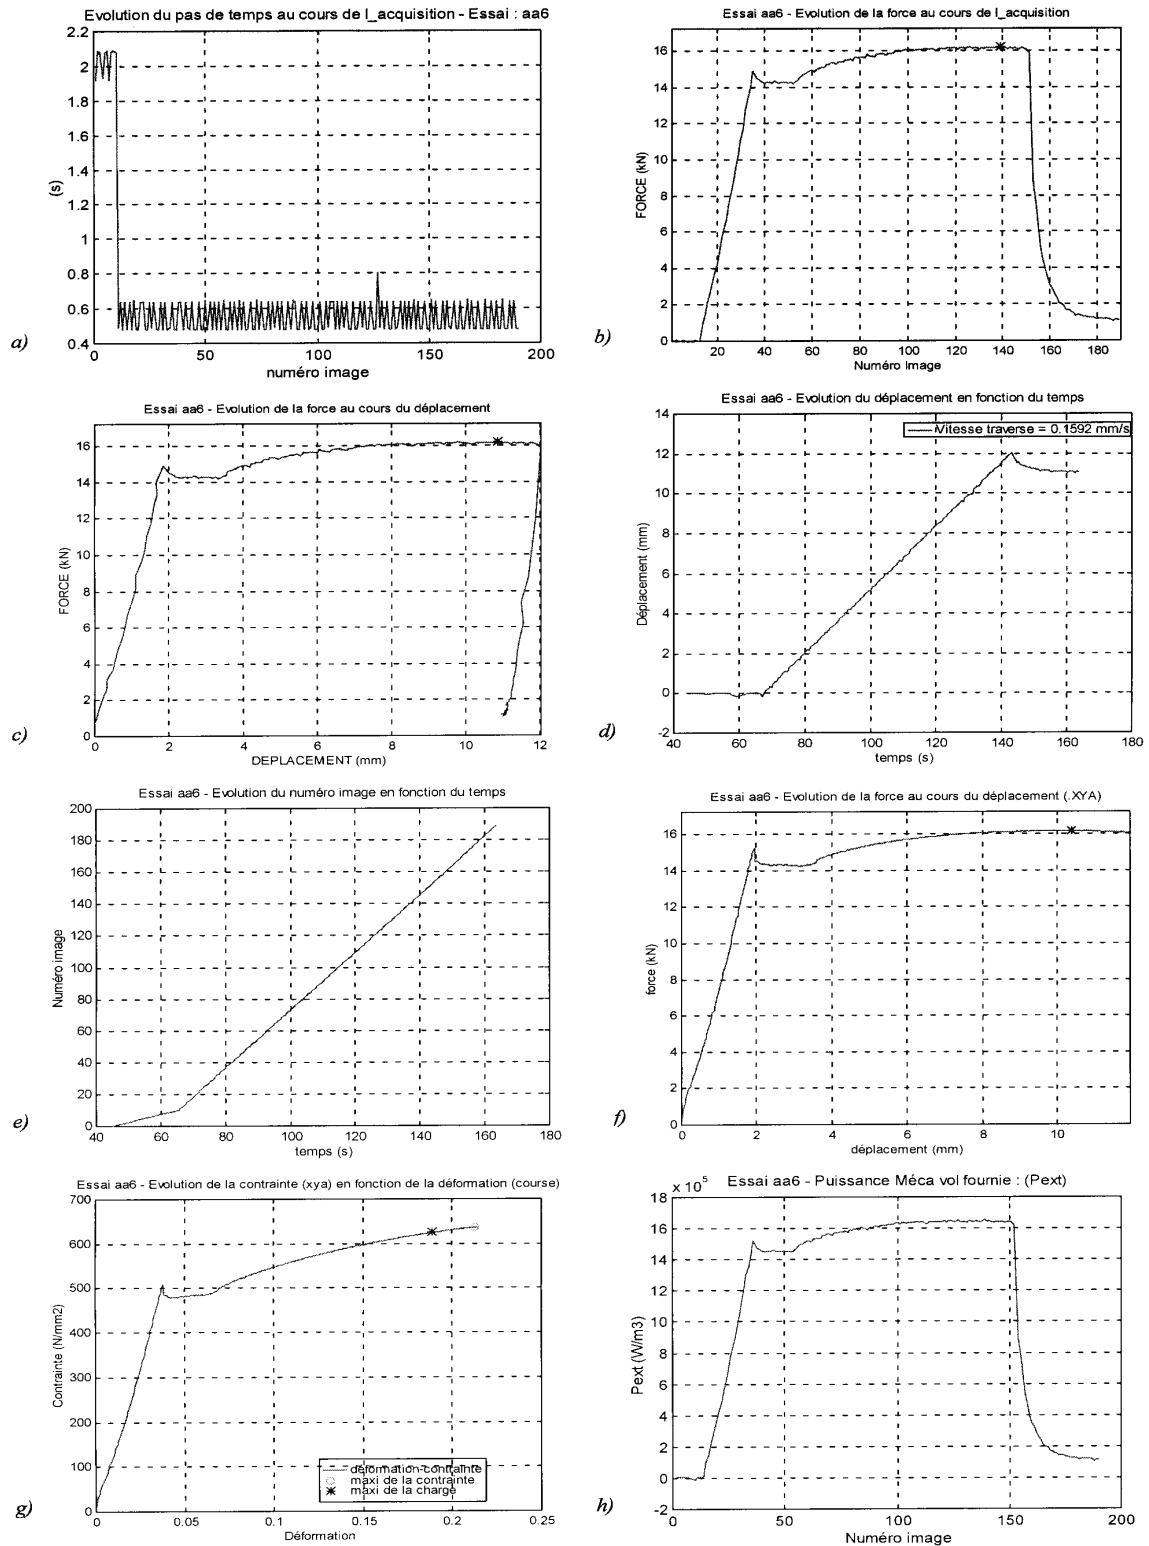 Evolution du pas de temps au cours de l_acquisition - Essai : aa6
2.2
2
1.8
1.6
1.4
1.2
1
0.8
0.6
0.4
(s)
0 50 100 150 200
numéro image
a)
Essai aa6 - Evolution de la force au cours de l_acquisition
16
14
12
16
8
6
4
2
0
FORCE (kN)
20 40 60 80 100 120 140 160 180
Numéro Image
b)
Essai aa6 - Evolution de la force au cours du déplacement
16
14
12
10
8
6
4
2
0
FORCE (kN)
0 2 4 6 8 10 12
DEPLACEMENT (mm)
c)
Essai aa6 - Evolution du déplacement en fonction du temps
Vitesse traverse = 0.1592 mm/s
14
12
10
8
6
4
2
0
-2
Déplacement (mm)
40 60 80 100 120 140 160 180
temps (s)
d)
Essai aa6 - Evolution du numéro image en fonction du temps
200
180
160
140
120
100
80
60
40
20
0
Numéro image
40 60 80 100 120 140 160 180
temps (s)
e)
Essai aa6 - Evolution de la force au cours du déplacement (.XYA)
16
14
12
10
8
6
4
2
0
force (kN)
0 2 4 6 8 10
déplacement (mm)
f)
Essai aa6 - Evolution de la contrainte (xya) en fonction de la déformation (course)
700
600
500
400
300
200
100
0
Contrainte (N/mm2)
déformation-contrainte
maxi de la contrainte
maxi de la charge
0 0.05 0.1 0.15 0.2 0.25
Déformation
g)
x 10^5
Essai aa6 - Puissance Méca vol fournie : (Pext)
18
16
14
12
10
8
6
4
2
0
-2
Pext (W/m3)
0 50 100 150 200
Numéro image
h)